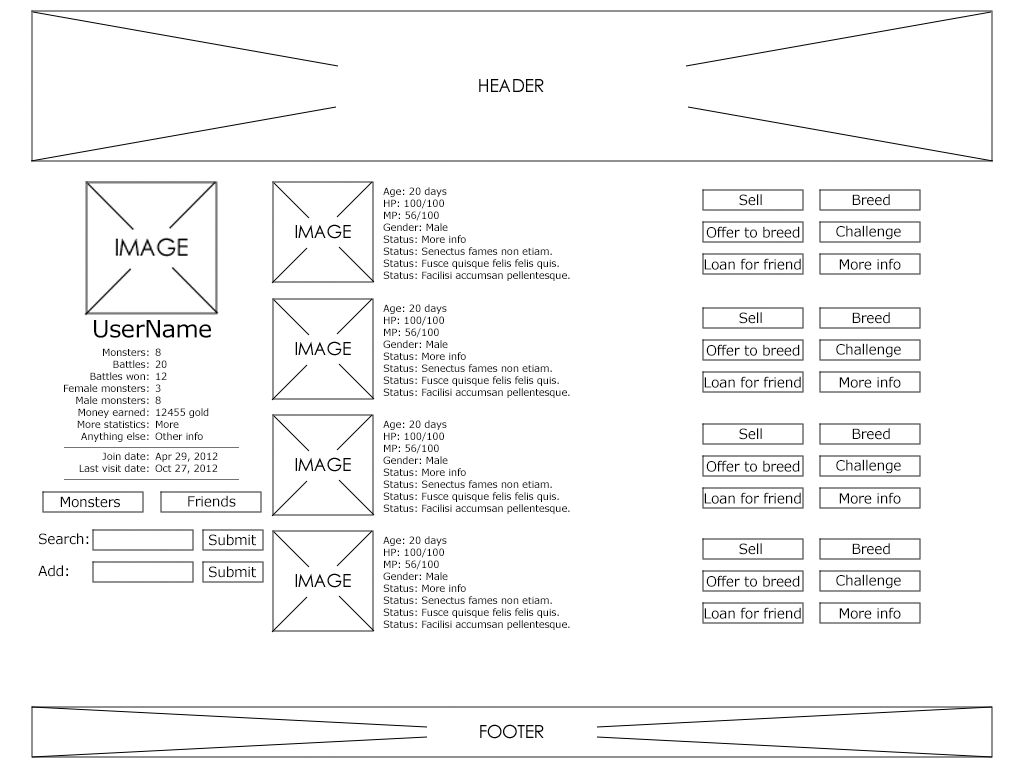 HEADER
IMAGE
UserName
Monsters: 8
Battles: 20
Battles won: 12
Female monsters: 3
Male monsters: 8
Money earned: 12455 gold
More statistics: More
Anything else: Other info
Join date: Apr 29, 2012
Last visit date: Oct 27, 2012
Monsters Friends
Search: Submit
Add: Submit
IMAGE
Age: 20 days
HP: 100/100
MP: 56/100
Gender: Male
Status: More info
Status: Senectus fames non etiam.
Status: Fusce quisque felis felis quis.
Status: Facilisi accumsan pellentesque.
Sell Breed
Offer to breed Challenge
Loan for friend More info
IMAGE
Age: 20 days
HP: 100/100
MP: 56/100
Gender: Male
Status: More info
Status: Senectus fames non etiam.
Status: Fusce quisque felis felis quis.
Status: Facilisi accumsan pellentesque.
Sell Breed
Offer to breed Challenge
Loan for friend More info
IMAGE
Age: 20 days
HP: 100/100
MP: 56/100
Gender: Male
Status: More info
Status: Senectus fames non etiam.
Status: Fusce quisque felis felis quis.
Status: Facilisi accumsan pellentesque.
Sell Breed
Offer to breed Challenge
Loan for friend More info
IMAGE
Age: 20 days
HP: 100/100
MP: 56/100
Gender: Male
Status: More info
Status: Senectus fames non etiam.
Status: Fusce quisque felis felis quis.
Status: Facilisi accumsan pellentesque.
Sell Breed
Offer to breed Challenge
Loan for friend More info
FOOTER